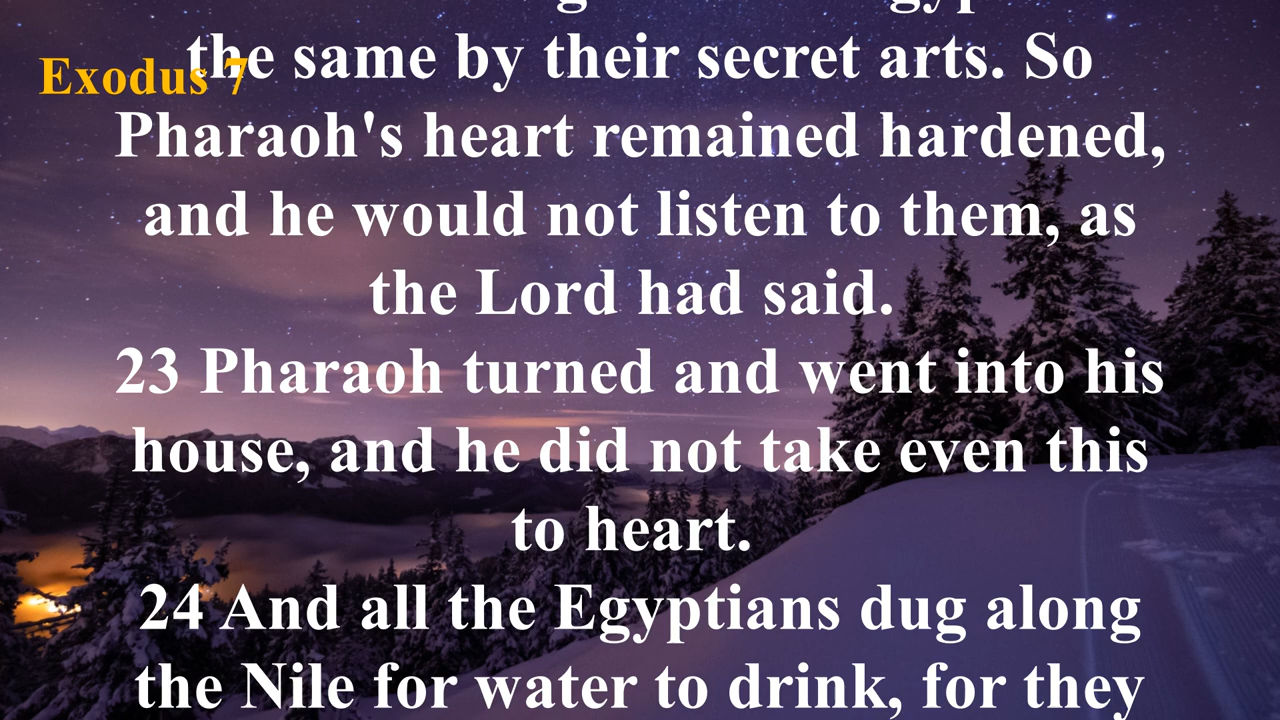 the same by their secret arts. So
Exodus 7
Pharaoh's heart remained hardened,
and he would not listen to them, as
the Lord had said.
23 Pharaoh turned and went into his
house, and he did not take even this
to heart.
24 And all the Egyptians dug along
the Nile for water to drink, for they